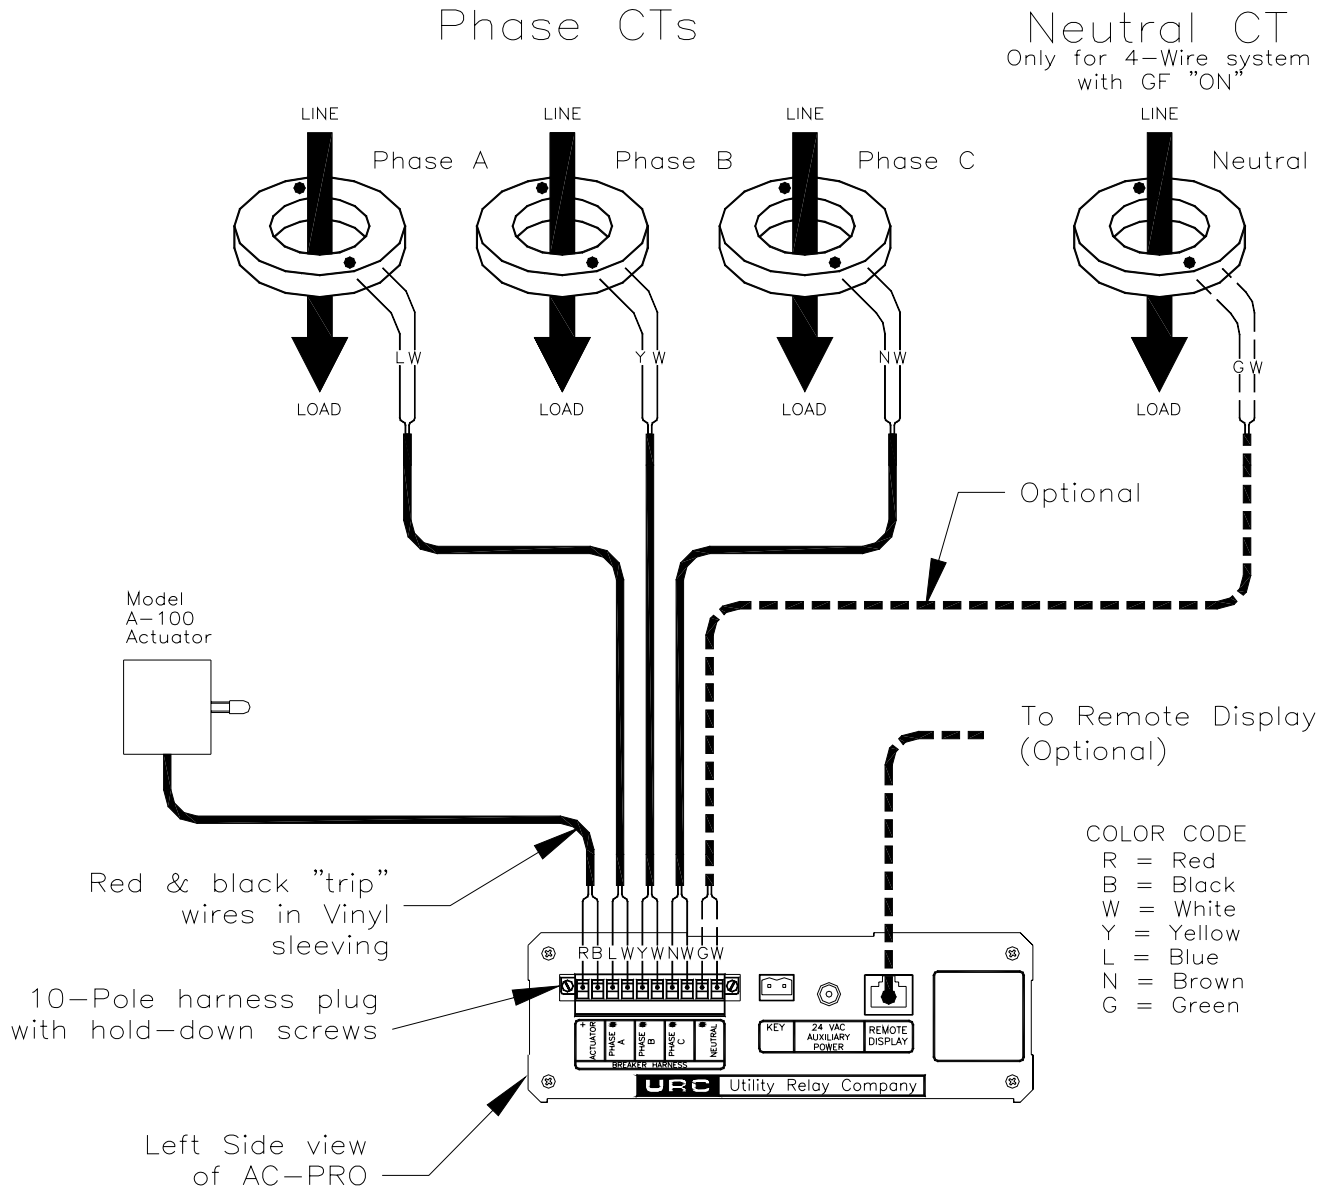 Phase CTs
Neutral CT
Only for 4-Wire system
with GF "ON"
LINE
LINE
LINE
LINE
Phase A
Phase B
Phase C
Neutral
L W
Y W
N W
G W
LOAD
LOAD
LOAD
LOAD
Optional
Model
A-100
Actuator
To Remote Display
(Optional)
COLOR CODE
R = Red
B = Black
W = White
Y = Yellow
L = Blue
N = Brown
G = Green
Red & black "trip"
wires in Vinyl
sleeving
10-Pole harness plug
with hold-down screws
R B L W Y W N W G W
+
ACTUATOR
PHASE A
PHASE B
PHASE C
NEUTRAL
BREAKER HARNESS
KEY
24 VAC
AUXILIARY
POWER
REMOTE
DISPLAY
URC Utility Relay Company
Left Side view
of AC-PRO